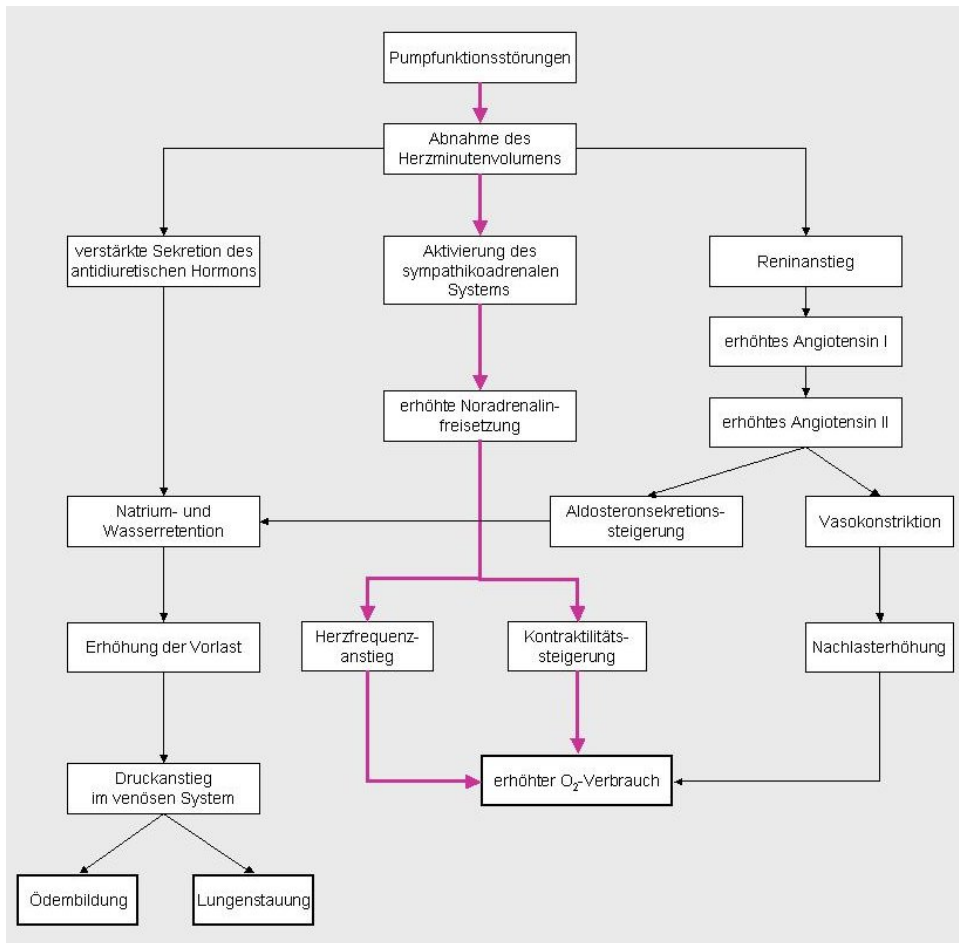 Pumpfunktionsstörungen
Abnahme des
Herzminutenvolumens
verstärkte Sekretion des
antidiuretischen Hormons
Aktivierung des
sympathikoadrenalen
Systems
Reninanstieg
erhöhtes Angiotensin I
erhöhte Noradrenalin-
freisetzung
erhöhtes Angiotensin II
Natrium- und
Wasserretention
Aldosteronsekretions-
steigerung
Vasokonstriktion
Erhöhung der Vorlast
Herzfrequenz-
anstieg
Kontraktilitäts-
steigerung
Nachlasterhöhung
Druckanstieg
im venösen System
erhöhter O₂-Verbrauch
Ödembildung
Lungenstauung